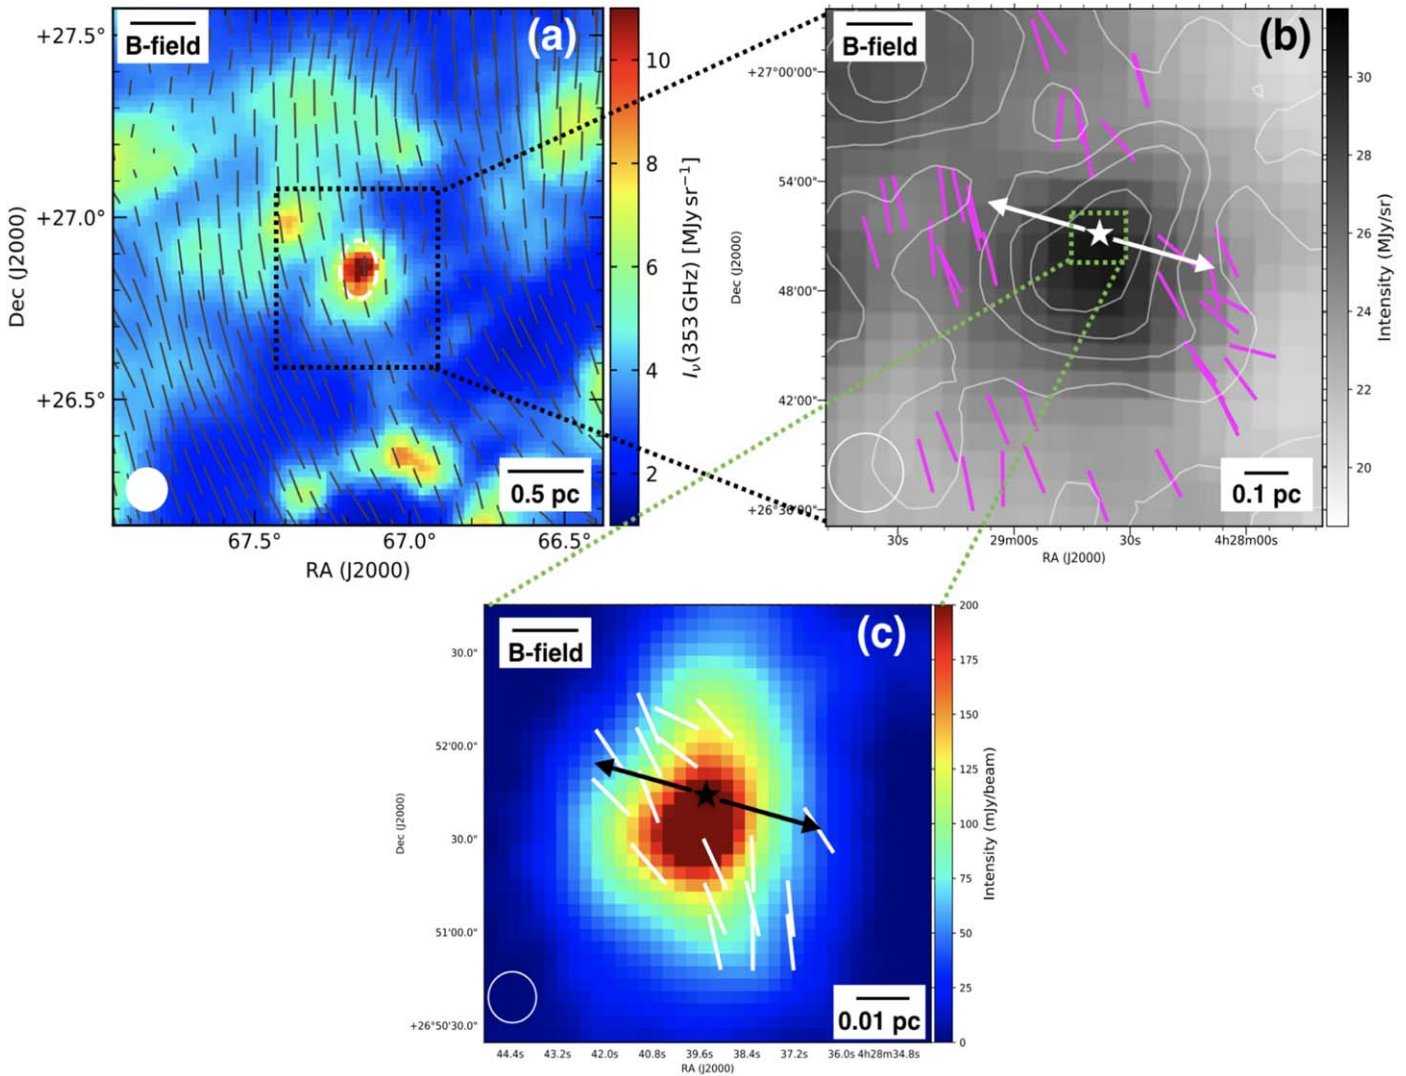 B-field
(a)
+27.5°
+27.0°
+26.5°
Dec (J2000)
67.5
67.0
66.5
RA (J2000)
0.5 pc
10
8
6
4
2
Iν(353 GHz) [MJy sr⁻¹]
B-field
(b)
+27°00'00"
54'00"
48'00"
42'00"
Dec (J2000)
30s
29m00s
30s
4h28m00s
RA (J2000)
0.1 pc
30
28
26
24
22
20
Intensity (MJy/sr)
B-field
(c)
30.0"
52'00.0"
30.0"
51'00.0"
+26°50'30.0"
Dec (J2000)
44.4s
43.2s
42.0s
40.8s
39.6s
38.4s
37.2s
36.0s
4h28m34.8s
RA (J2000)
0.01 pc
200
175
150
125
100
75
50
25
0
Intensity (mJy/beam)